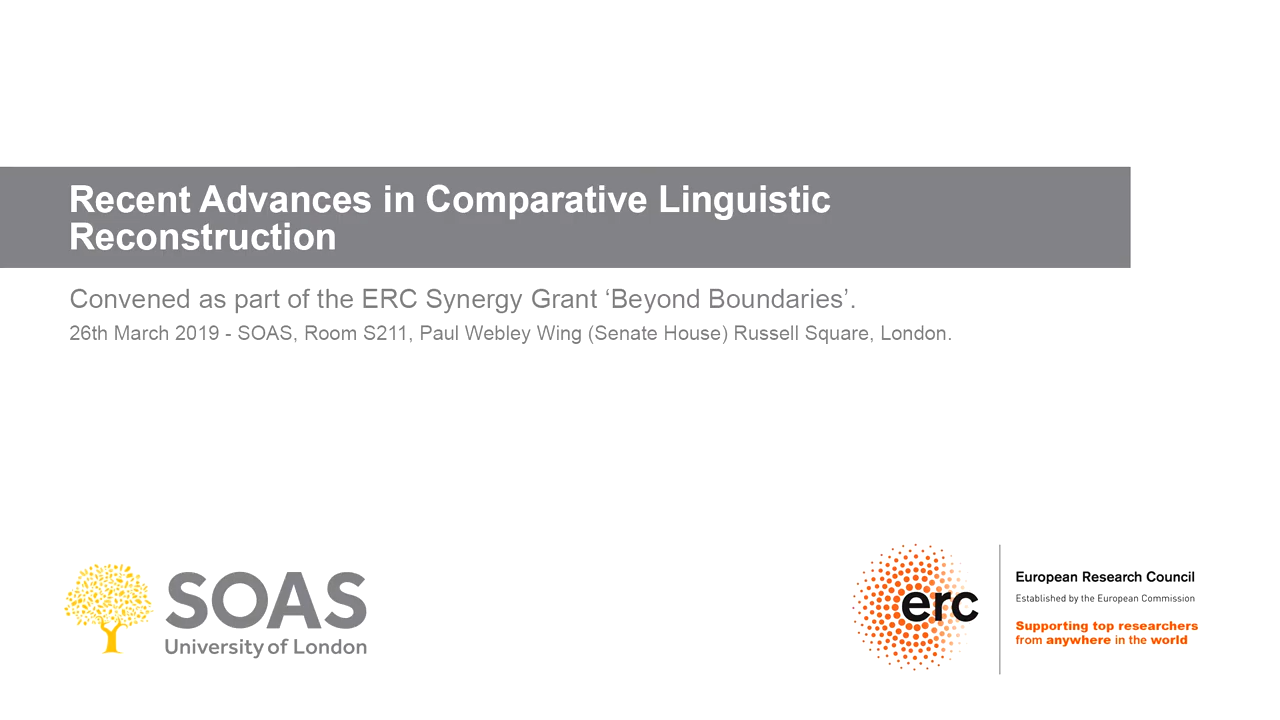 Recent Advances in Comparative Linguistic
Reconstruction
Convened as part of the ERC Synergy Grant ‘Beyond Boundaries’.
26th March 2019 - SOAS, Room S211, Paul Webley Wing (Senate House) Russell Square, London.
SOAS
University of London
erc
European Research Council
Established by the European Commission
Supporting top researchers
from anywhere in the world